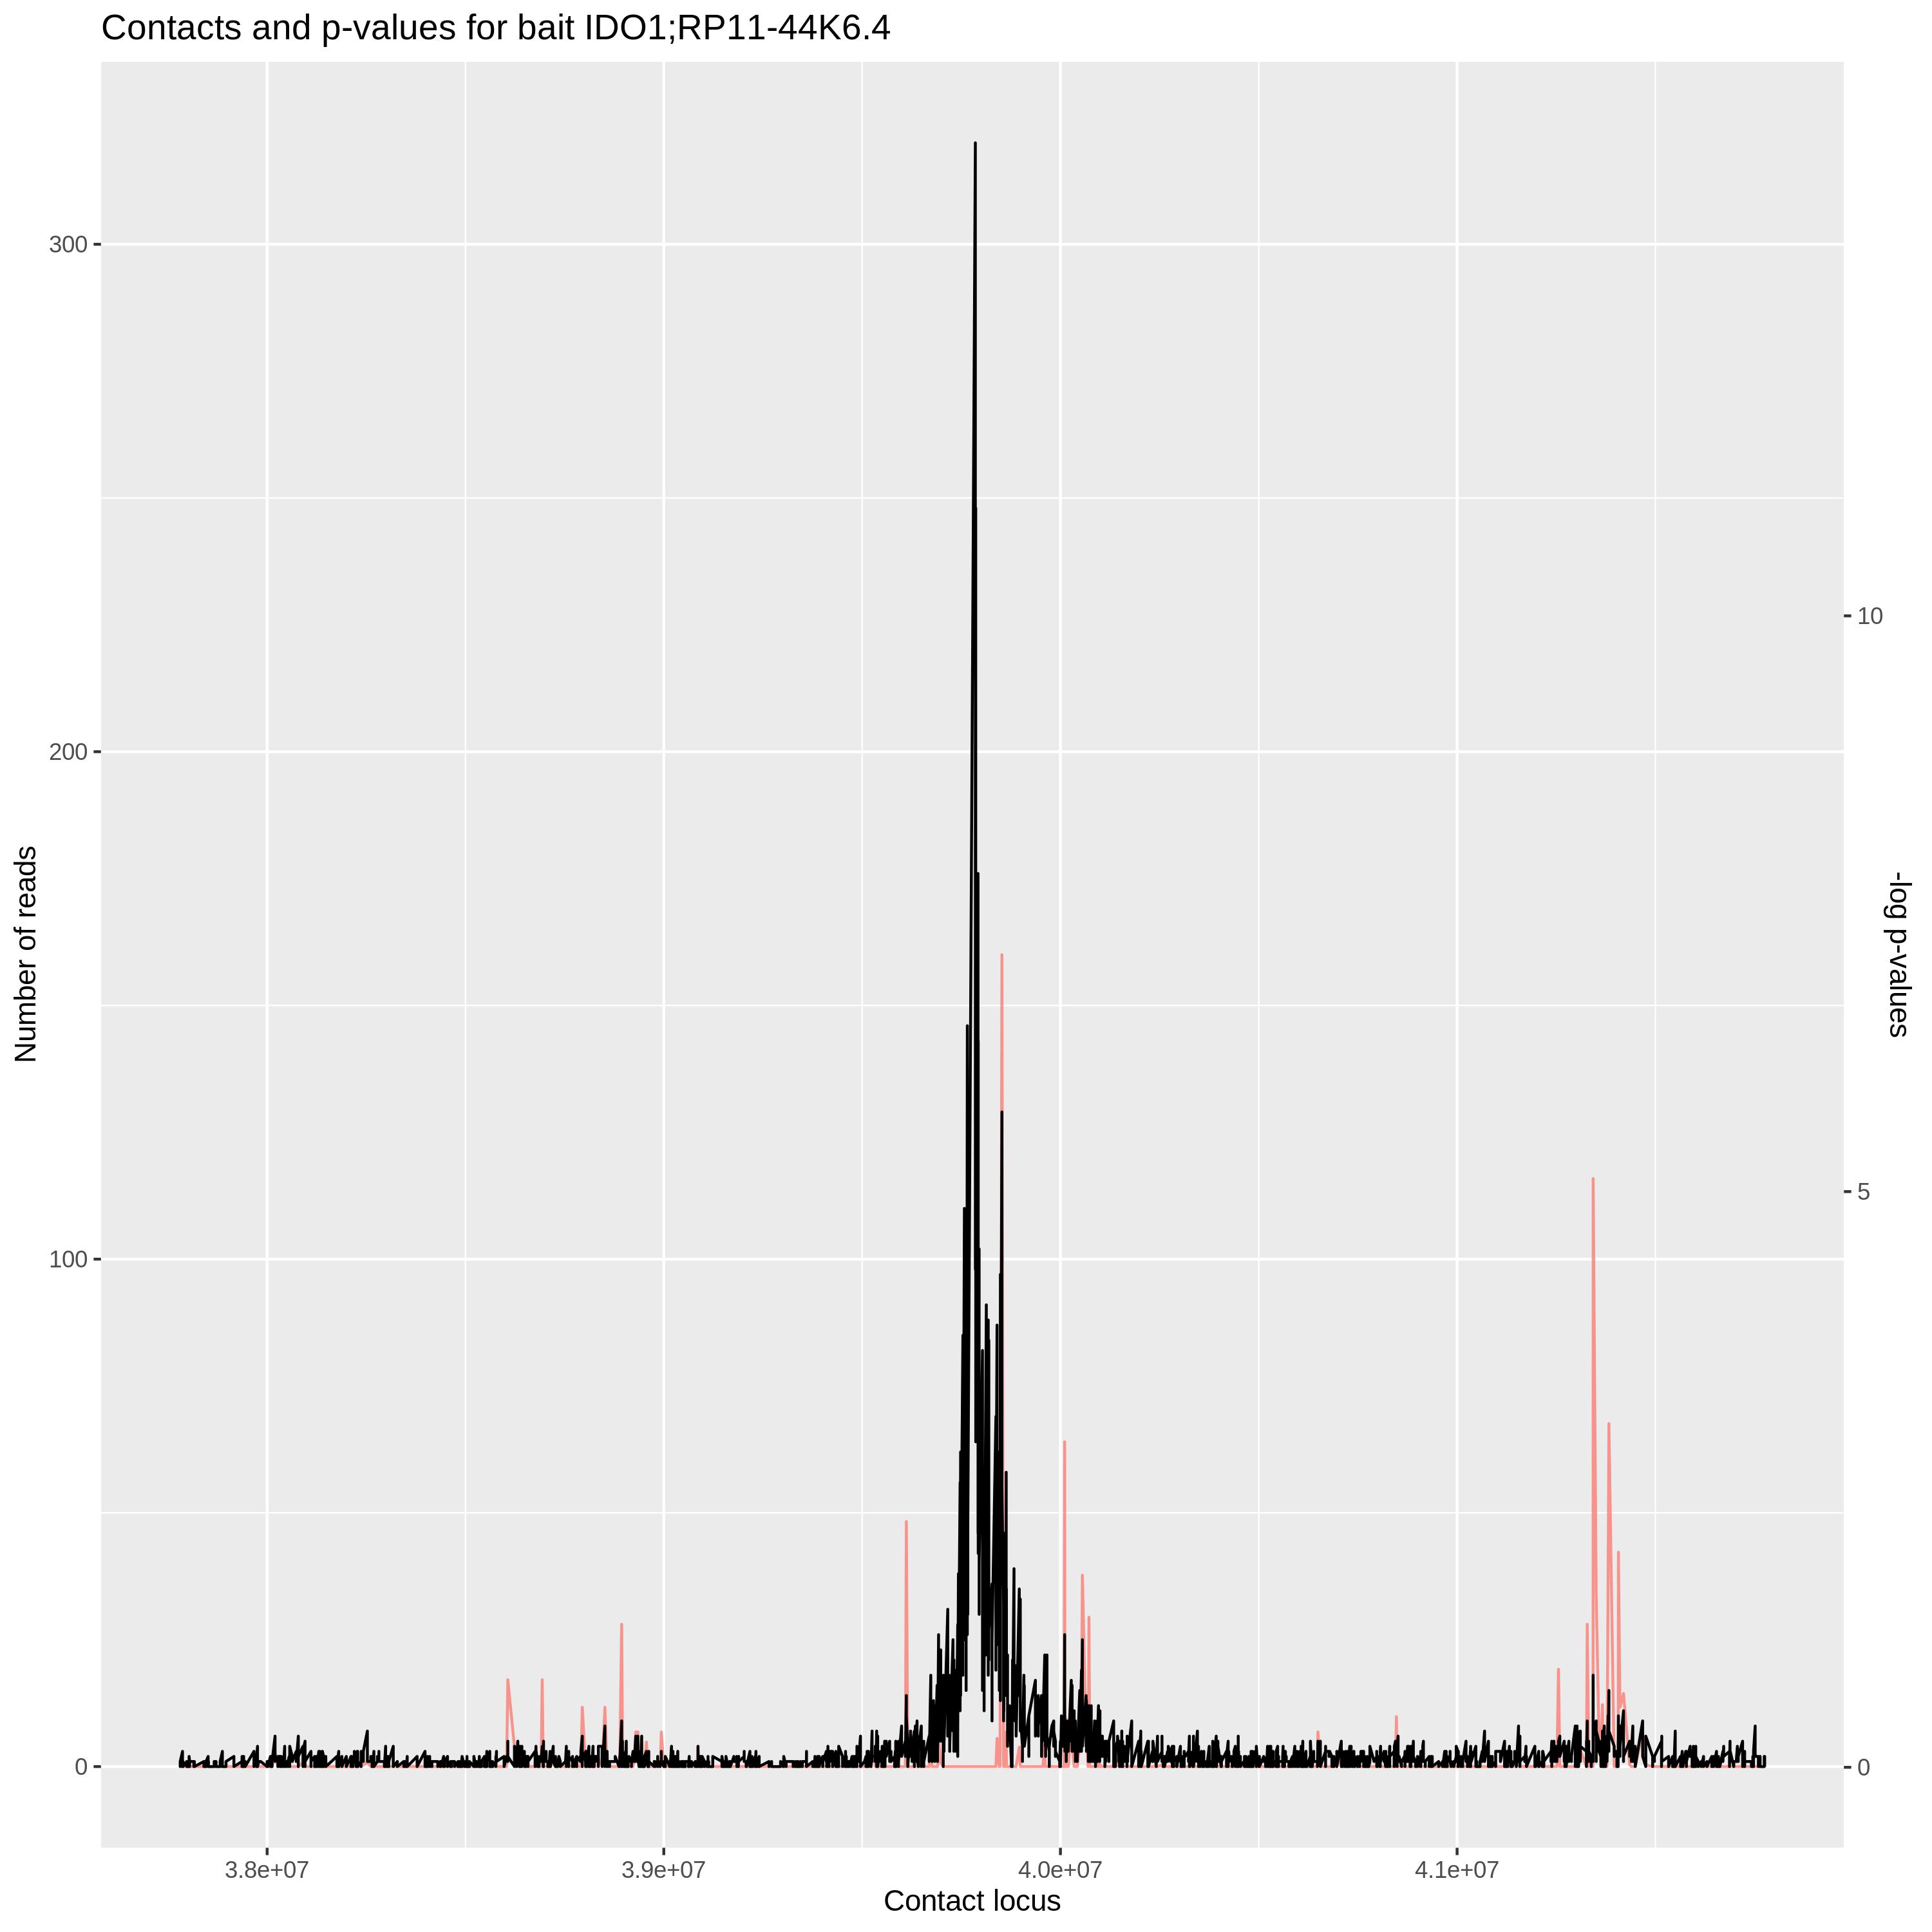 Contacts and p-values for bait IDO1;RP11-44K6.4
300
200
100
0
Number of reads
10
5
0
-log p-values
3.8e+07
3.9e+07
4.0e+07
4.1e+07
Contact locus